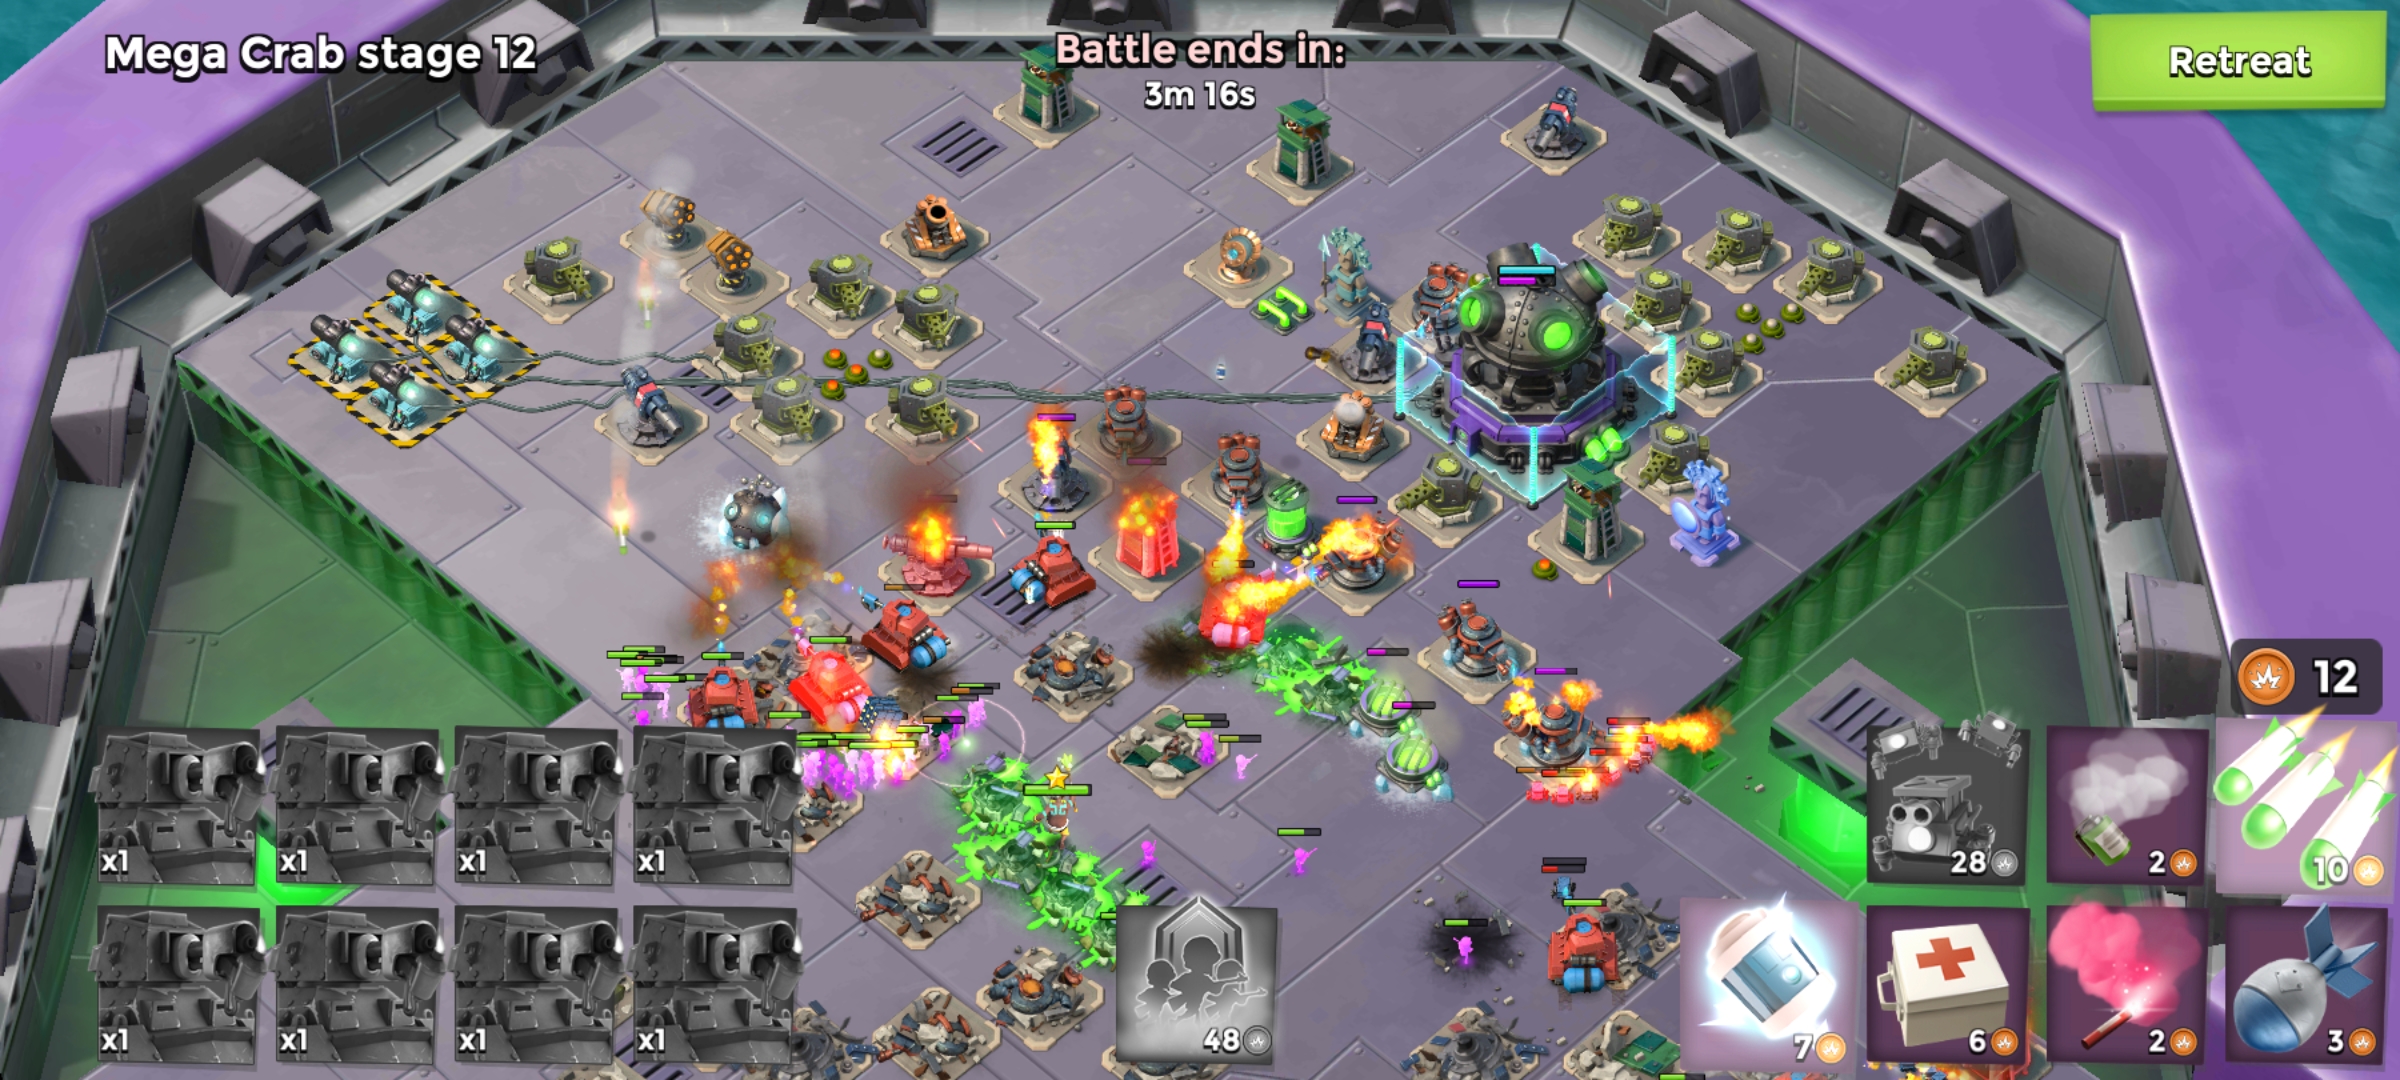 Mega Crab stage 12
Battle ends in:
3m 16s
Retreat
12
x1
x1
x1
x1
28
2
10
x1
x1
x1
x1
48
7
6
2
3